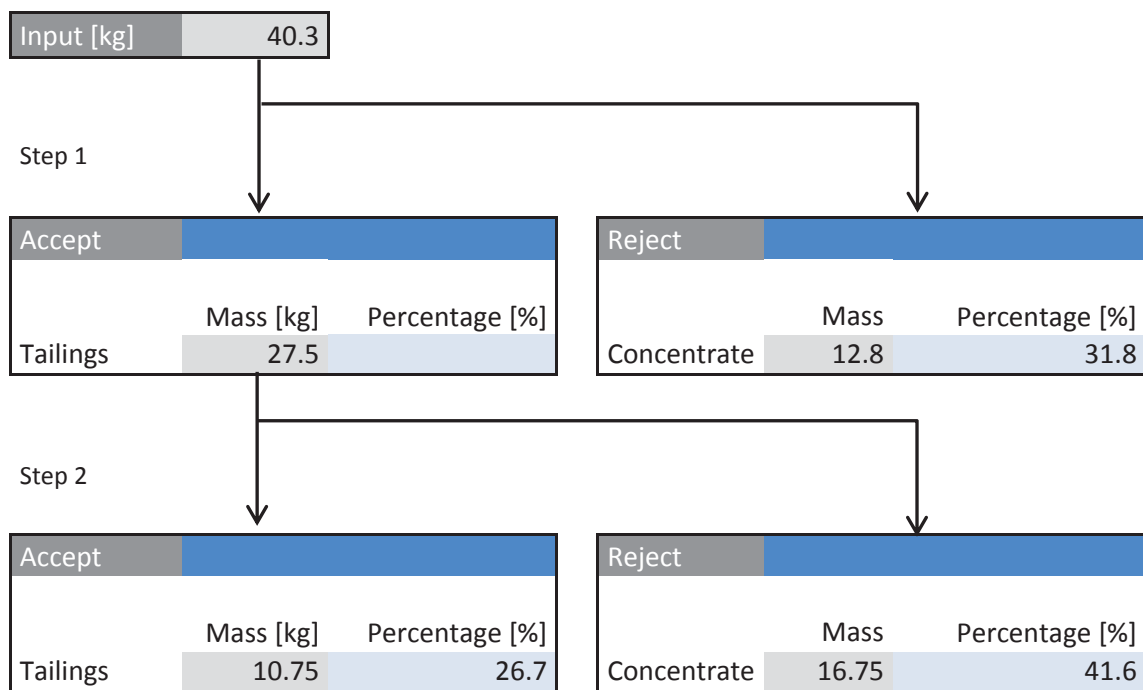 Input [kg] 40.3
Step 1
Accept Reject
Mass [kg] Percentage [%] Mass Percentage [%]
Tailings 27.5 Concentrate 12.8 31.8
Step 2
Accept Reject
Mass [kg] Percentage [%] Mass Percentage [%]
Tailings 10.75 26.7 Concentrate 16.75 41.6